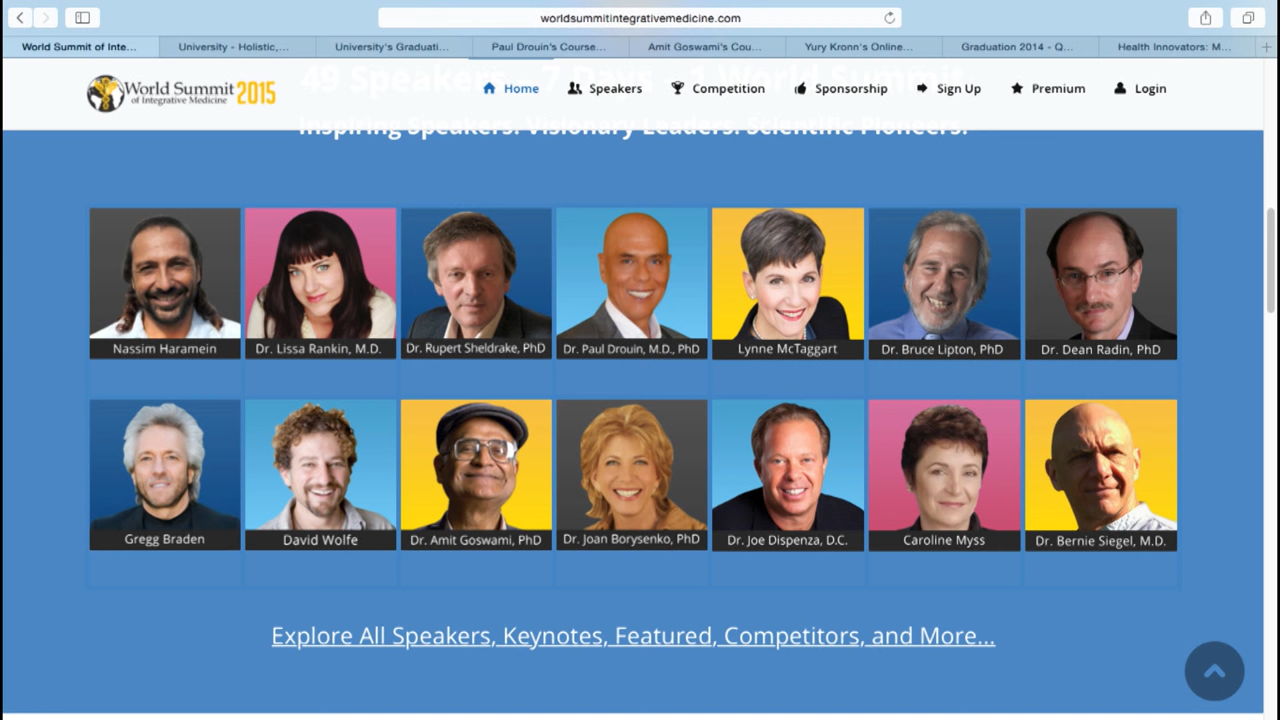 worldsummitintegrativemedicine.com
World Summit of Inte... University - Holistic,... University's Graduati... Paul Drouin's Course... Amit Goswami's Cou... Yury Kronn's Online... Graduation 2014 - Q... Health Innovators: M...
World Summit 2015
of Integrative Medicine
Home Speakers Competition Sponsorship Sign Up Premium Login
49 Speakers - 7 Days - 1 World Summit
Inspiring Speakers. Visionary Leaders. Scientific Pioneers.
Nassim Haramein Dr. Lissa Rankin, M.D. Dr. Rupert Sheldrake, PhD Dr. Paul Drouin, M.D., PhD Lynne McTaggart Dr. Bruce Lipton, PhD Dr. Dean Radin, PhD
Gregg Braden David Wolfe Dr. Amit Goswami, PhD Dr. Joan Borysenko, PhD Dr. Joe Dispenza, D.C. Caroline Myss Dr. Bernie Siegel, M.D.
Explore All Speakers, Keynotes, Featured, Competitors, and More...